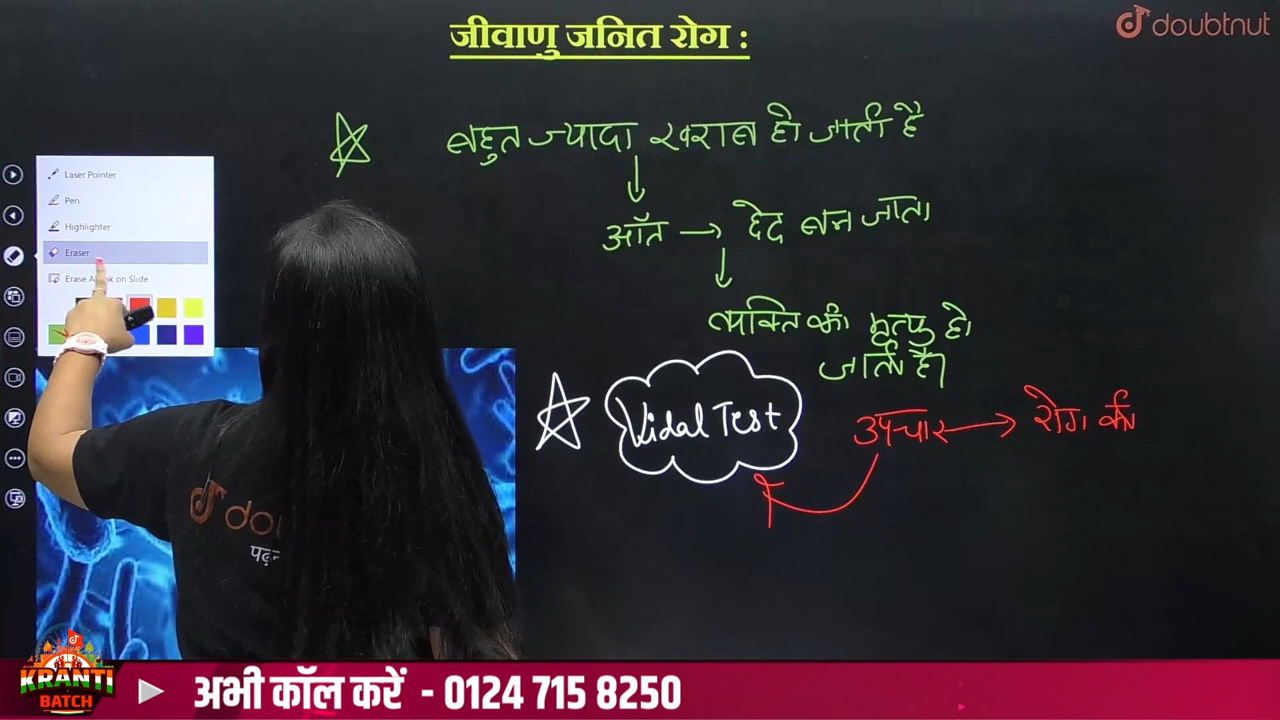 जीवाणु जनित रोग :
doubtnut
बहुत ज्यादा खराब हो जाती है
आँत → छेद बन जाता
व्यक्ति की मृत्यु हो
जाती है।
Vidal Test
उपचार → रोग की
Laser Pointer
Pen
Highlighter
Eraser
on Slide
dou
KRANTI
BATCH
अभी कॉल करें - 0124 715 8250